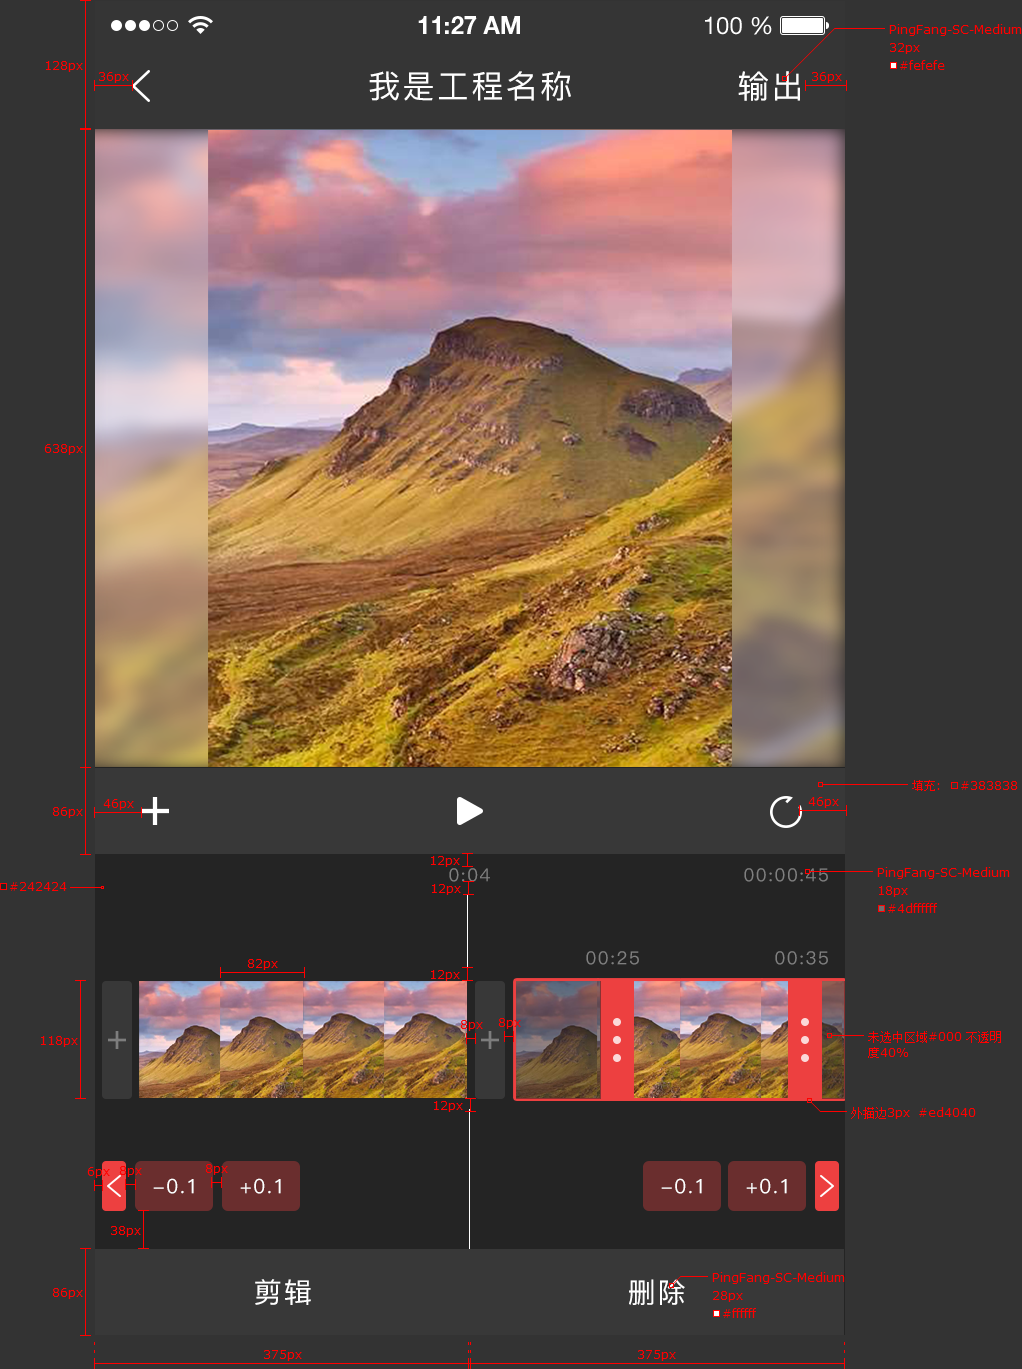 11:27 AM
100 %
PingFang-SC-Medium
32px
#fefefe
128px
36px
我是工程名称
输出
36px
638px
填充: #383838
86px
46px
46px
12px
0:04
00:00:45
PingFang-SC-Medium
18px
#4dffffff
#242424
12px
00:25
00:35
82px
12px
118px
+
8px
+
8px
未选中区域#000 不透明
度40%
12px
外描边3px #ed4040
6px
8px
8px
−0.1
+0.1
−0.1
+0.1
38px
86px
剪辑
删除
PingFang-SC-Medium
28px
#ffffff
375px
375px